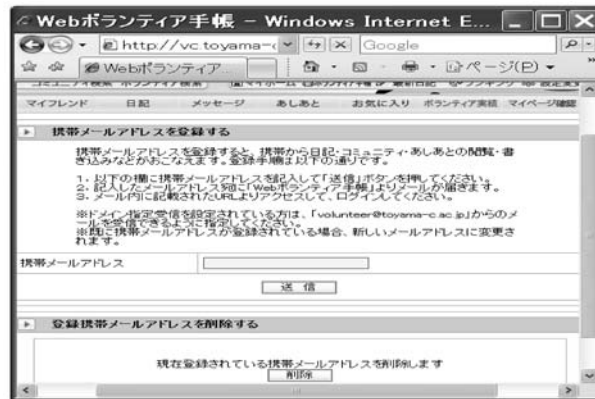 Webボランティア手帳 - Windows Internet E...
http://vc.toyama-c
Google
Webボランティア...
ページ(P)
マイフレンド 日記 メッセージ あしあと お気に入り ボランティア実績 マイページ確認
携帯メールアドレスを登録する
携帯メールアドレスを登録すると、携帯から日記・コミュニティ・あしあとの閲覧・書
き込みなどがおこなえます。登録手順は以下の通りです。
1. 以下の欄に携帯メールアドレスを記入して「送信」ボタンを押してください。
2. 記入したメールアドレス宛に「Webボランティア手帳」よりメールが届きます。
3. メール内に記載されたURLよりアクセスして、ログインしてください。
※ドメイン指定受信を設定されている方は、「volunteer@toyama-c.ac.jp」からのメ
ールを受信できるように指定してください。
※既に携帯メールアドレスが登録されている場合、新しいメールアドレスに変更さ
れます。
携帯メールアドレス
送 信
登録携帯メールアドレスを削除する
現在登録されている携帯メールアドレスを削除します
削除